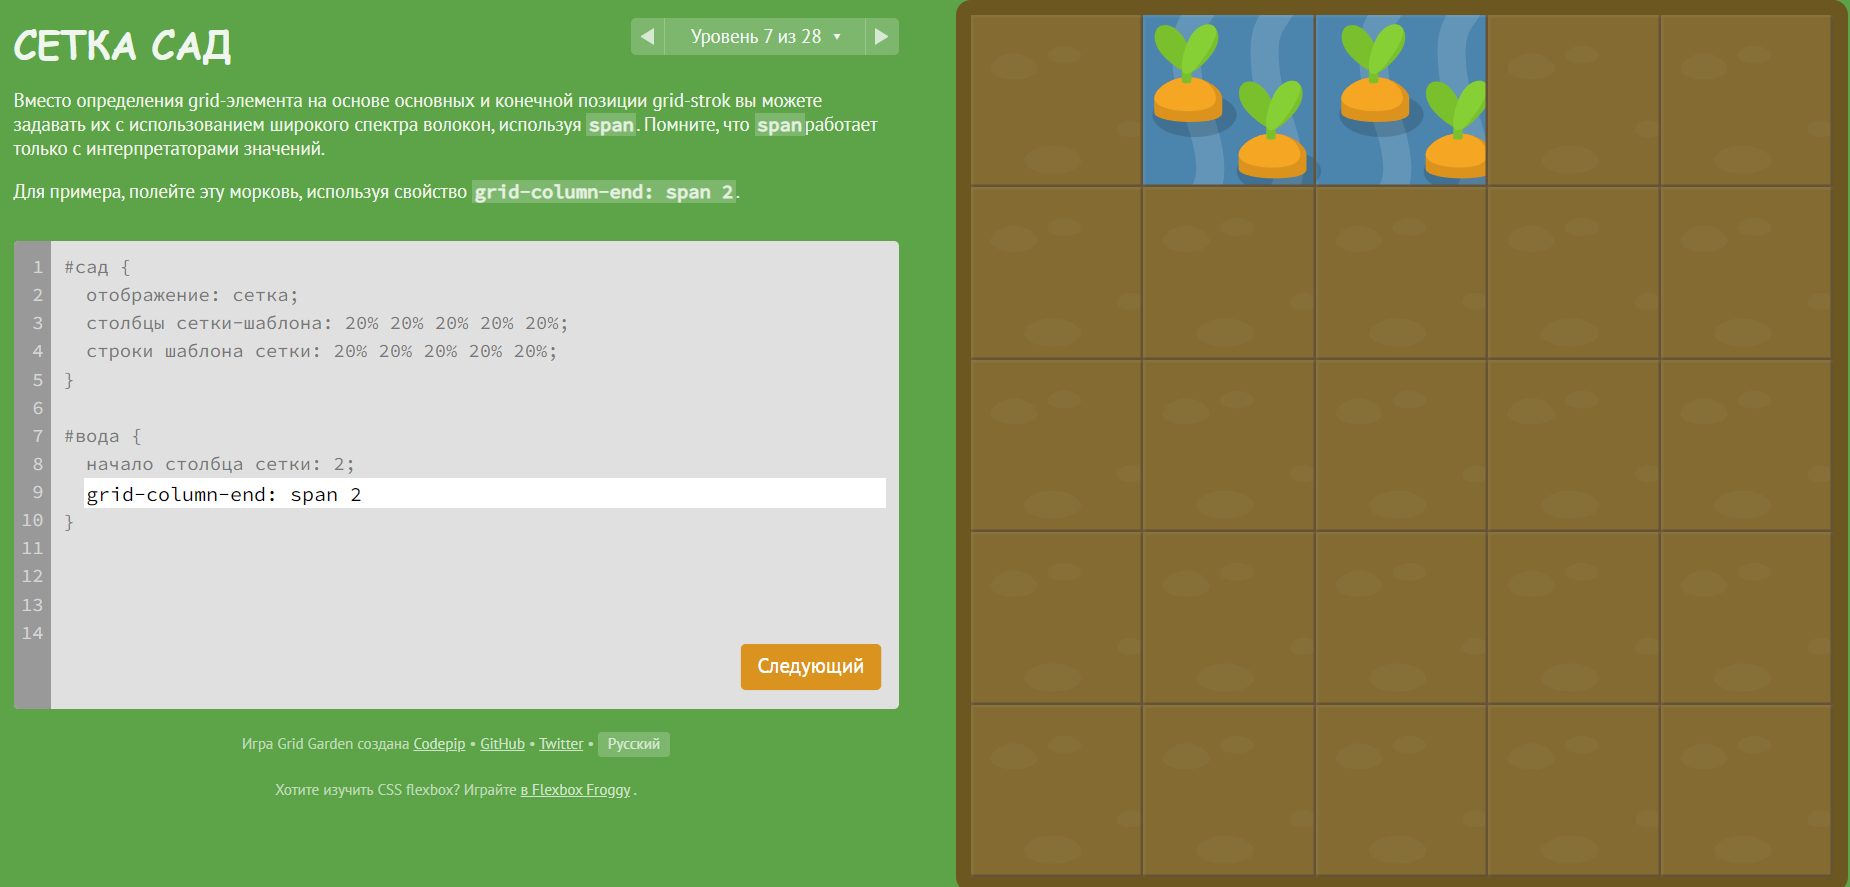 СЕТКА САД
Уровень 7 из 28
Вместо определения grid-элемента на основе основных и конечной позиции grid-strok вы можете
задавать их с использованием широкого спектра волокон, используя span. Помните, что span работает
только с интерпретаторами значений.
Для примера, полейте эту морковь, используя свойство grid-column-end: span 2.
1 #сад {
2 отображение: сетка;
3 столбцы сетки-шаблона: 20% 20% 20% 20% 20%;
4 строки шаблона сетки: 20% 20% 20% 20% 20%;
5 }
6
7 #вода {
8 начало столбца сетки: 2;
9 grid-column-end: span 2
10 }
11
12
13
14
Следующий
Игра Grid Garden создана Codepip • GitHub • Twitter • Русский
Хотите изучить CSS flexbox? Играйте в Flexbox Froggy .